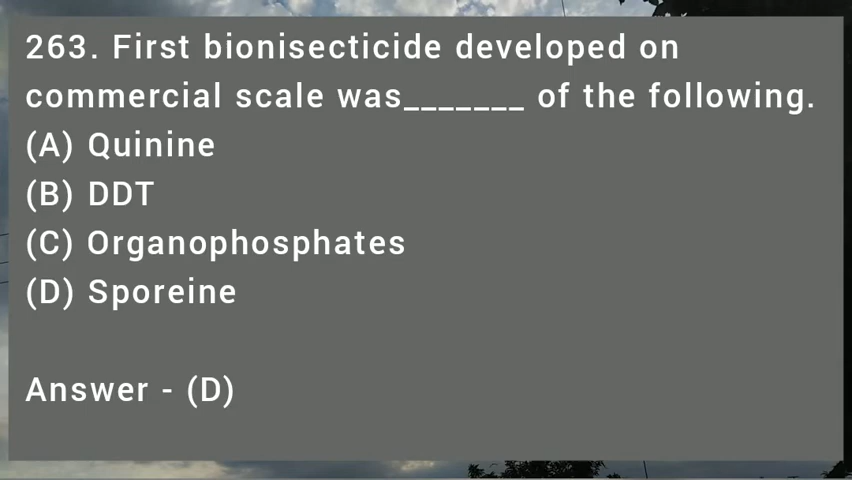 263. First bionisecticide developed on
commercial scale was_______ of the following.
(A) Quinine
(B) DDT
(C) Organophosphates
(D) Sporeine
Answer - (D)